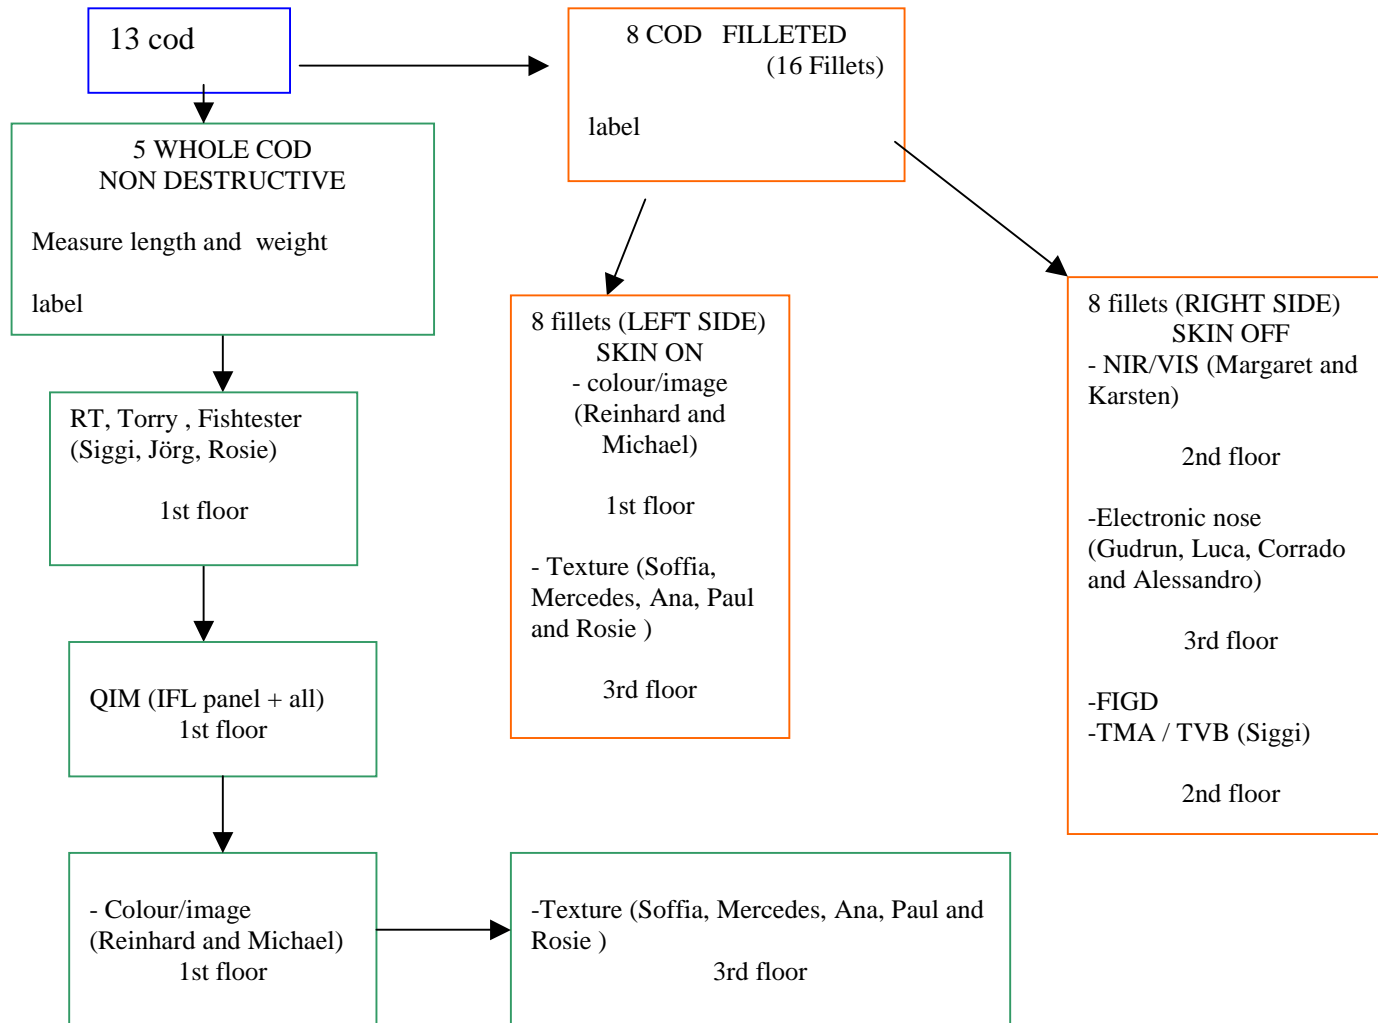 13 cod
8 COD FILLETED
(16 Fillets)
label
5 WHOLE COD
NON DESTRUCTIVE
Measure length and weight
label
RT, Torry , Fishtester
(Siggi, Jörg, Rosie)
1st floor
QIM (IFL panel + all)
1st floor
- Colour/image
(Reinhard and Michael)
1st floor
-Texture (Soffia, Mercedes, Ana, Paul and
Rosie )
3rd floor
8 fillets (LEFT SIDE)
SKIN ON
- colour/image
(Reinhard and
Michael)
1st floor
- Texture (Soffia,
Mercedes, Ana, Paul
and Rosie )
3rd floor
8 fillets (RIGHT SIDE)
SKIN OFF
- NIR/VIS (Margaret and
Karsten)
2nd floor
-Electronic nose
(Gudrun, Luca, Corrado
and Alessandro)
3rd floor
-FIGD
-TMA / TVB (Siggi)
2nd floor